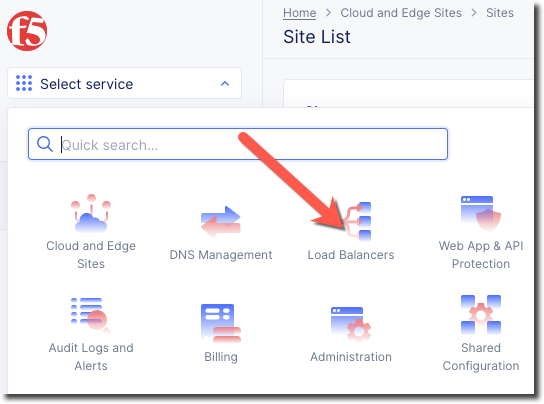 f5
Home > Cloud and Edge Sites > Sites
Site List
Select service
Quick search...
Cloud and Edge
Sites
DNS Management
Load Balancers
Web App & API
Protection
Audit Logs and
Alerts
Billing
Administration
Shared
Configuration